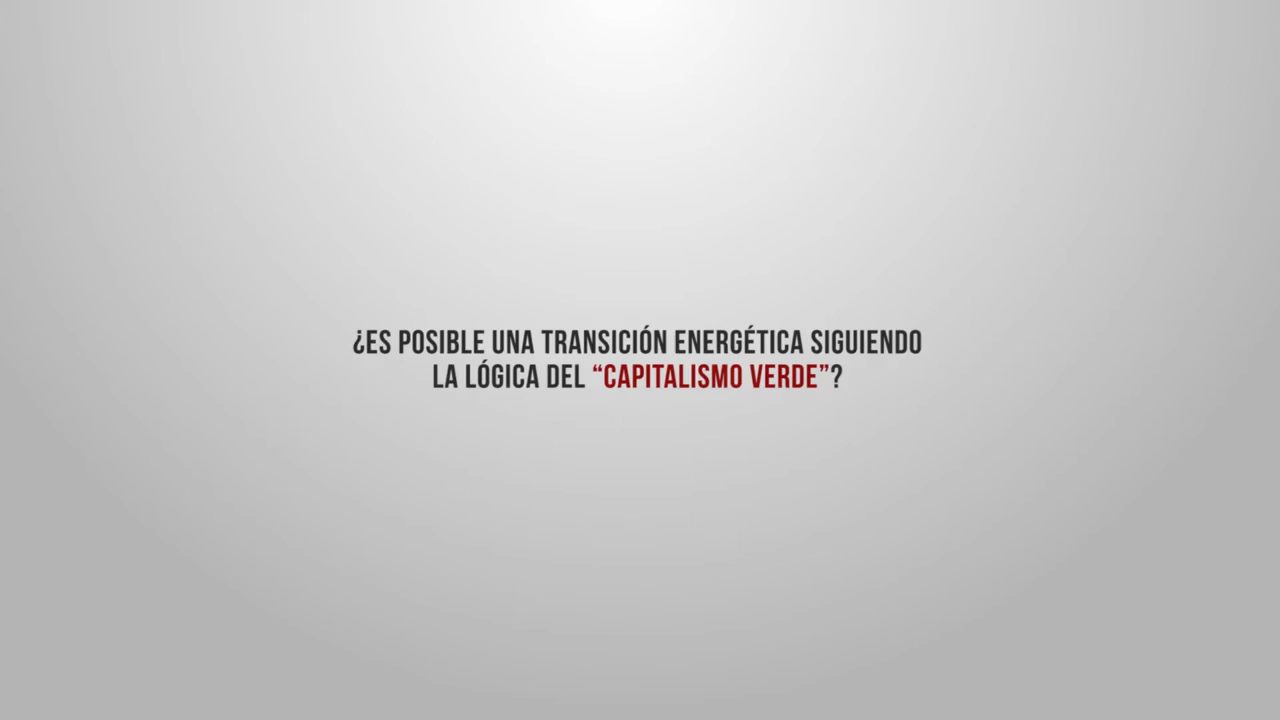 ¿ES POSIBLE UNA TRANSICIÓN ENERGÉTICA SIGUIENDO
LA LÓGICA DEL “CAPITALISMO VERDE”?